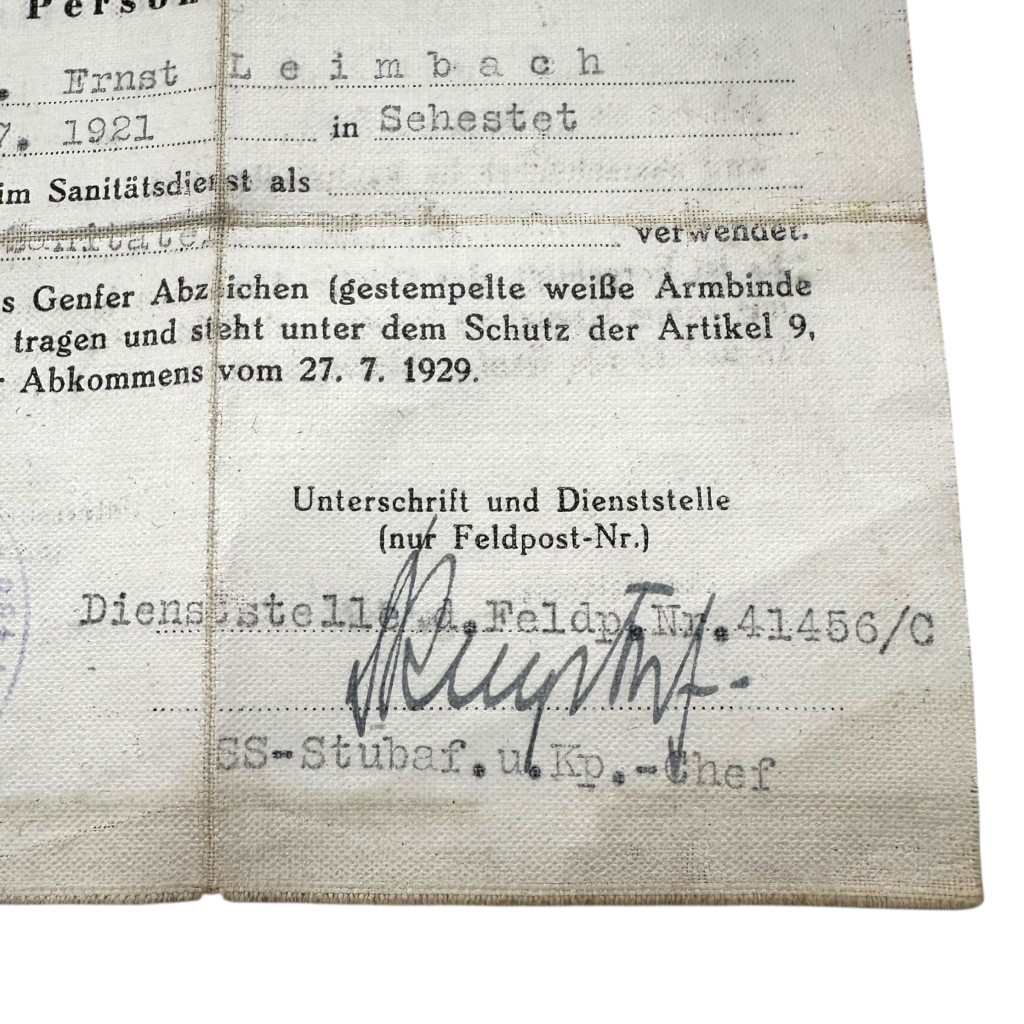 Person
. Ernst Leimbach
7. 1921 in Sehestet
im Sanitätsdienst als
Sanitäter verwendet.
s Genfer Abzeichen (gestempelte weiße Armbinde
tragen und steht unter dem Schutz der Artikel 9,
r Abkommens vom 27. 7. 1929.
Unterschrift und Dienststelle
(nur Feldpost-Nr.)
Dienststelle d.Feldp.Nr.41456/C
SS-Stubaf.u.Kp.-Chef